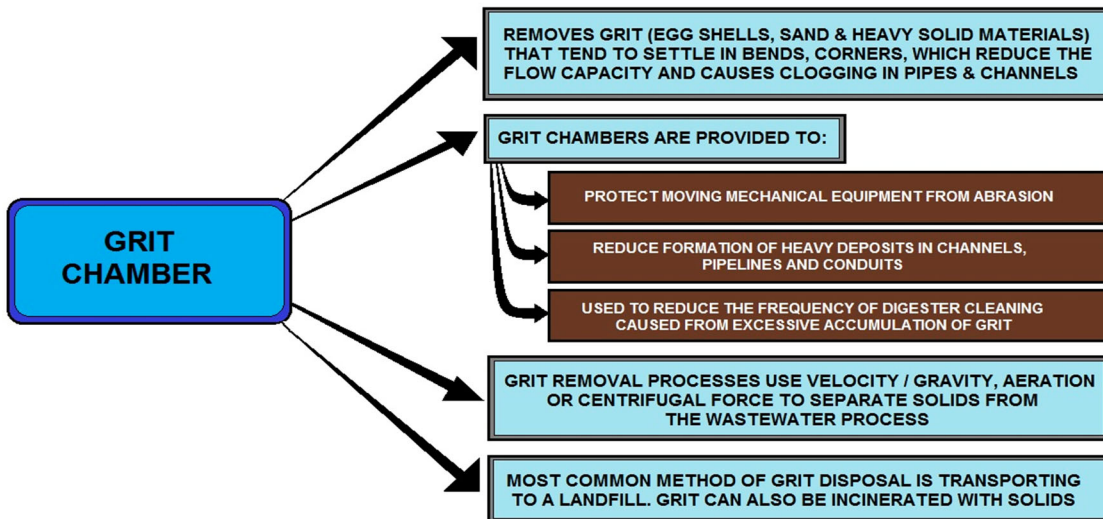 GRIT
CHAMBER
REMOVES GRIT (EGG SHELLS, SAND & HEAVY SOLID MATERIALS)
THAT TEND TO SETTLE IN BENDS, CORNERS, WHICH REDUCE THE
FLOW CAPACITY AND CAUSES CLOGGING IN PIPES & CHANNELS
GRIT CHAMBERS ARE PROVIDED TO:
PROTECT MOVING MECHANICAL EQUIPMENT FROM ABRASION
REDUCE FORMATION OF HEAVY DEPOSITS IN CHANNELS,
PIPELINES AND CONDUITS
USED TO REDUCE THE FREQUENCY OF DIGESTER CLEANING
CAUSED FROM EXCESSIVE ACCUMULATION OF GRIT
GRIT REMOVAL PROCESSES USE VELOCITY / GRAVITY, AERATION
OR CENTRIFUGAL FORCE TO SEPARATE SOLIDS FROM
THE WASTEWATER PROCESS
MOST COMMON METHOD OF GRIT DISPOSAL IS TRANSPORTING
TO A LANDFILL. GRIT CAN ALSO BE INCINERATED WITH SOLIDS